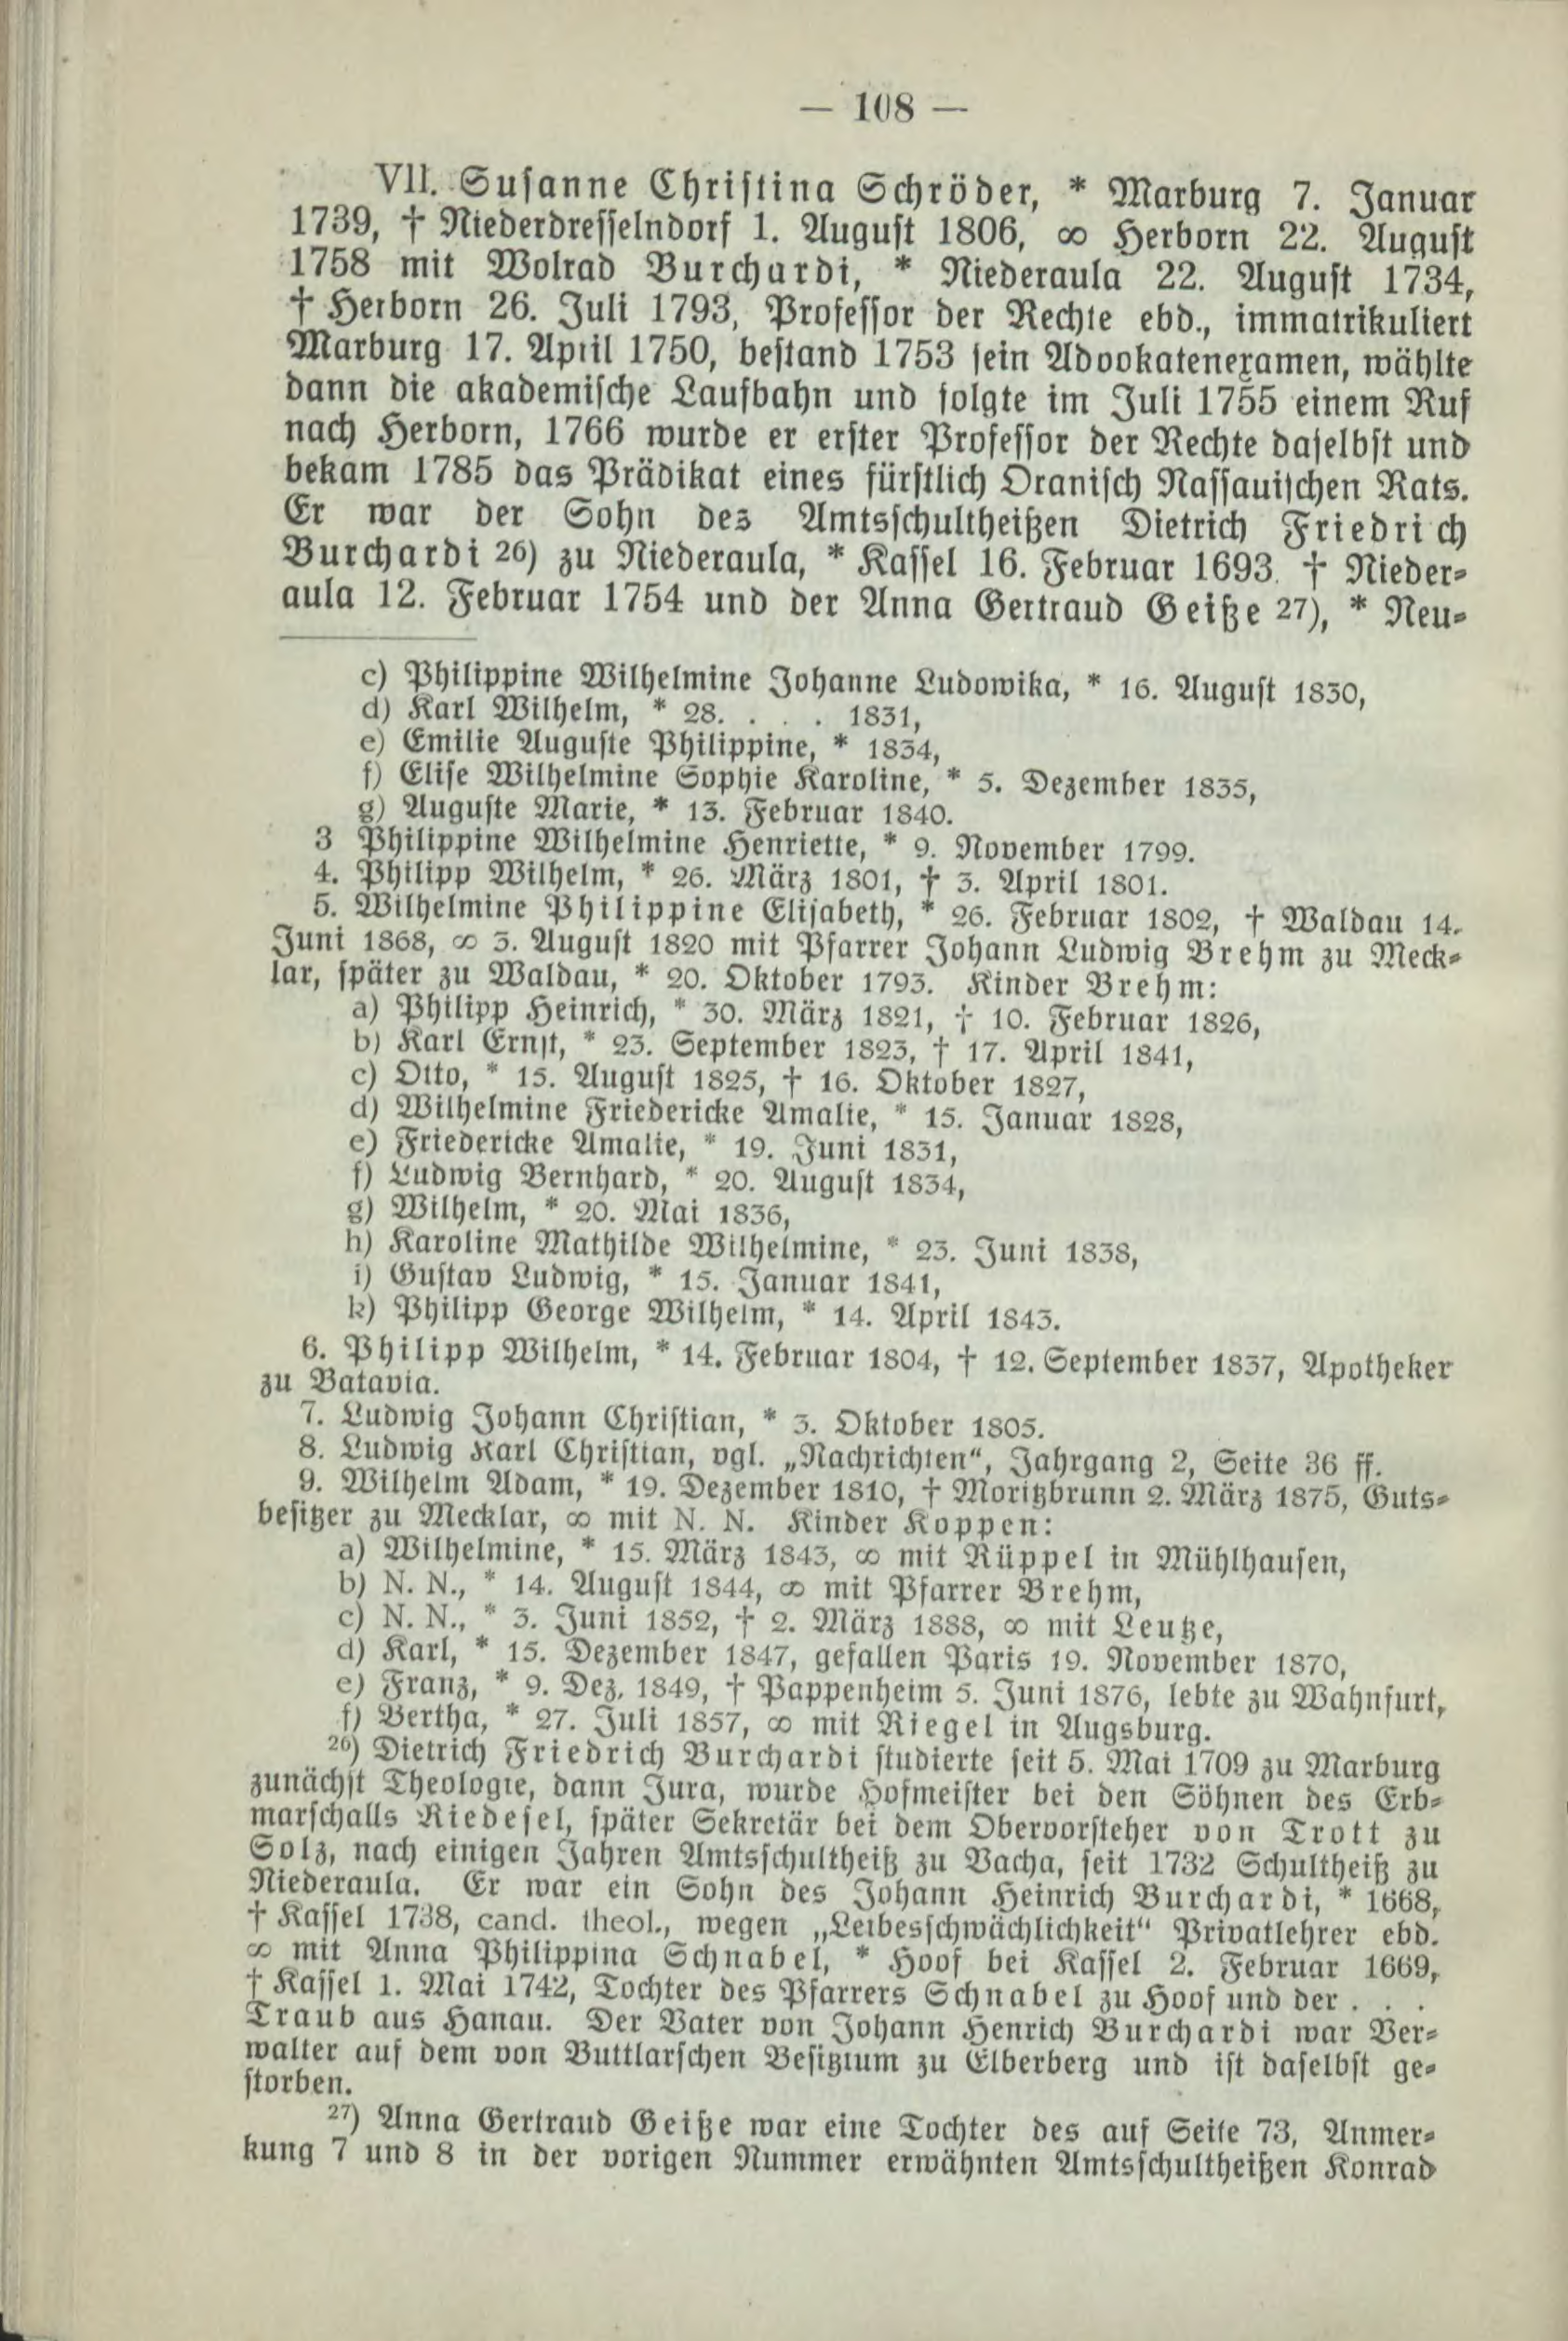 — 108 —
VII. Susanne Christina Schröder, * Marburg 7. Januar
1739, † Niederdresselndorf 1. August 1806, ∞ Herborn 22. August
1758 mit Wolrad Burchardi, * Niederaula 22. August 1734,
† Herborn 26. Juli 1793, Professor der Rechte ebd., immatrikuliert
Marburg 17. April 1750, bestand 1753 sein Advokatenexamen, wählte
dann die akademische Laufbahn und folgte im Juli 1755 einem Ruf
nach Herborn, 1766 wurde er erster Professor der Rechte daselbst und
bekam 1785 das Prädikat eines fürstlich Oranisch Nassauischen Rats.
Er war der Sohn des Amtsschultheißen Dietrich Friedrich
Burchardi 26) zu Niederaula, * Kassel 16. Februar 1693. † Nieder-
aula 12. Februar 1754 und der Anna Gertraud Geiße 27), * Neu-
c) Philippine Wilhelmine Johanne Ludowika, * 16. August 1830,
d) Karl Wilhelm, * 28. . . . 1831,
e) Emilie Auguste Philippine, * 1834,
f) Elise Wilhelmine Sophie Karoline, * 5. Dezember 1835,
g) Auguste Marie, * 13. Februar 1840.
3 Philippine Wilhelmine Henriette, * 9. November 1799.
4. Philipp Wilhelm, * 26. März 1801, † 3. April 1801.
5. Wilhelmine Philippine Elisabeth, * 26. Februar 1802, † Waldau 14.
Juni 1868, ∞ 3. August 1820 mit Pfarrer Johann Ludwig Brehm zu Meck-
lar, später zu Waldau, * 20. Oktober 1793. Kinder Brehm:
a) Philipp Heinrich, * 30. März 1821, † 10. Februar 1826,
b) Karl Ernst, * 23. September 1823, † 17. April 1841,
c) Otto, * 15. August 1825, † 16. Oktober 1827,
d) Wilhelmine Friedericke Amalie, * 15. Januar 1828,
e) Friedericke Amalie, * 19. Juni 1831,
f) Ludwig Bernhard, * 20. August 1834,
g) Wilhelm, * 20. Mai 1836,
h) Karoline Mathilde Wilhelmine, * 23. Juni 1838,
i) Gustav Ludwig, * 15. Januar 1841,
k) Philipp George Wilhelm, * 14. April 1843.
6. Philipp Wilhelm, * 14. Februar 1804, † 12. September 1837, Apotheker
zu Batavia.
7. Ludwig Johann Christian, * 3. Oktober 1805.
8. Ludwig Karl Christian, vgl. „Nachrichten“, Jahrgang 2, Seite 36 ff.
9. Wilhelm Adam, * 19. Dezember 1810, † Moritzbrunn 2. März 1875, Guts-
besitzer zu Mecklar, ∞ mit N. N. Kinder Koppen:
a) Wilhelmine, * 15. März 1843, ∞ mit Rüppel in Mühlhausen,
b) N. N., * 14. August 1844, ∞ mit Pfarrer Brehm,
c) N. N., * 3. Juni 1852, † 2. März 1888, ∞ mit Leutze,
d) Karl, * 15. Dezember 1847, gefallen Paris 19. November 1870,
e) Franz, * 9. Dez. 1849, † Pappenheim 5. Juni 1876, lebte zu Wahnfurt,
f) Bertha, * 27. Juli 1857, ∞ mit Riegel in Augsburg.
26) Dietrich Friedrich Burchardi studierte seit 5. Mai 1709 zu Marburg
zunächst Theologie, dann Jura, wurde Hofmeister bei den Söhnen des Erb-
marschalls Riedesel, später Sekretär bei dem Obervorsteher von Trott zu
Solz, nach einigen Jahren Amtsschultheiß zu Vacha, seit 1732 Schultheiß zu
Niederaula. Er war ein Sohn des Johann Heinrich Burchardi, * 1668,
† Kassel 1738, cand. theol., wegen „Leibesschwächlichkeit“ Privatlehrer ebd.
∞ mit Anna Philippina Schnabel, * Hoof bei Kassel 2. Februar 1669,
† Kassel 1. Mai 1742, Tochter des Pfarrers Schnabel zu Hoof und der . . .
Traub aus Hanau. Der Vater von Johann Henrich Burchardi war Ver-
walter auf dem von Buttlarschen Besitztum zu Elberberg und ist daselbst ge-
storben.
27) Anna Gertraud Geiße war eine Tochter des auf Seite 73, Anmer-
kung 7 und 8 in der vorigen Nummer erwähnten Amtsschultheißen Konrad